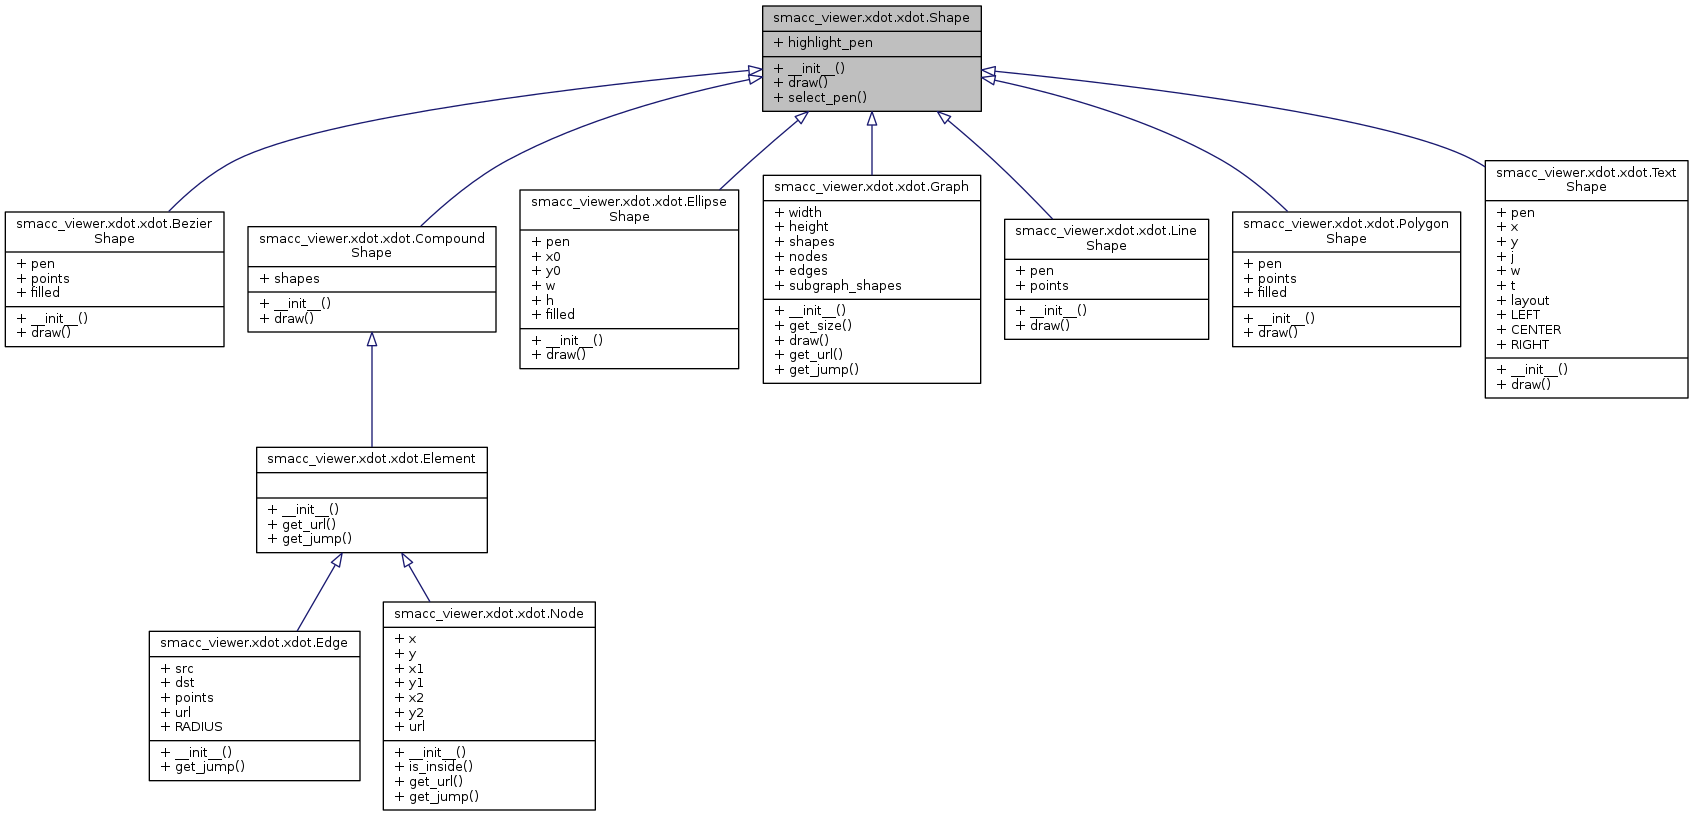 smacc_viewer.xdot.xdot.Shape
+ highlight_pen
+ __init__()
+ draw()
+ select_pen()
smacc_viewer.xdot.xdot.Bezier
Shape
+ pen
+ points
+ filled
+ __init__()
+ draw()
smacc_viewer.xdot.xdot.Compound
Shape
+ shapes
+ __init__()
+ draw()
smacc_viewer.xdot.xdot.Ellipse
Shape
+ pen
+ x0
+ y0
+ w
+ h
+ filled
+ __init__()
+ draw()
smacc_viewer.xdot.xdot.Graph
+ width
+ height
+ shapes
+ nodes
+ edges
+ subgraph_shapes
+ __init__()
+ get_size()
+ draw()
+ get_url()
+ get_jump()
smacc_viewer.xdot.xdot.Line
Shape
+ pen
+ points
+ __init__()
+ draw()
smacc_viewer.xdot.xdot.Polygon
Shape
+ pen
+ points
+ filled
+ __init__()
+ draw()
smacc_viewer.xdot.xdot.Text
Shape
+ pen
+ x
+ y
+ j
+ w
+ t
+ layout
+ LEFT
+ CENTER
+ RIGHT
+ __init__()
+ draw()
smacc_viewer.xdot.xdot.Element
+ __init__()
+ get_url()
+ get_jump()
smacc_viewer.xdot.xdot.Edge
+ src
+ dst
+ points
+ url
+ RADIUS
+ __init__()
+ get_jump()
smacc_viewer.xdot.xdot.Node
+ x
+ y
+ x1
+ y1
+ x2
+ y2
+ url
+ __init__()
+ is_inside()
+ get_url()
+ get_jump()